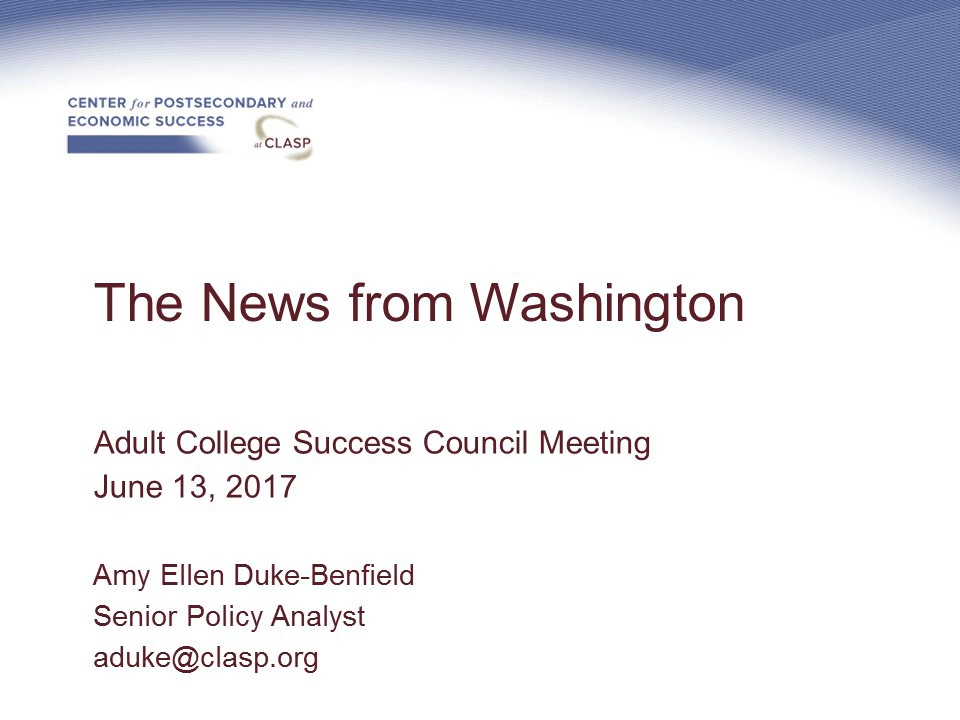 CENTER for POSTSECONDARY and
ECONOMIC SUCCESS
at CLASP
The News from Washington
Adult College Success Council Meeting
June 13, 2017
Amy Ellen Duke-Benfield
Senior Policy Analyst
aduke@clasp.org